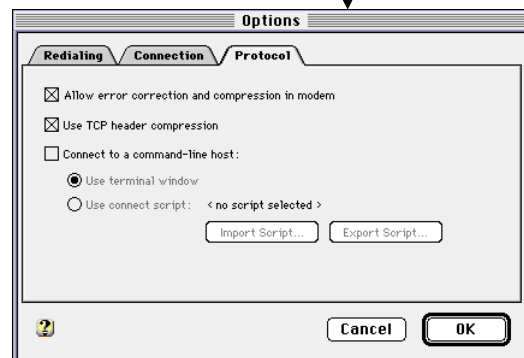 Options
Redialing Connection Protocol
Allow error correction and compression in modem
Use TCP header compression
Connect to a command-line host:
Use terminal window
Use connect script: < no script selected >
Import Script... Export Script...
? Cancel OK